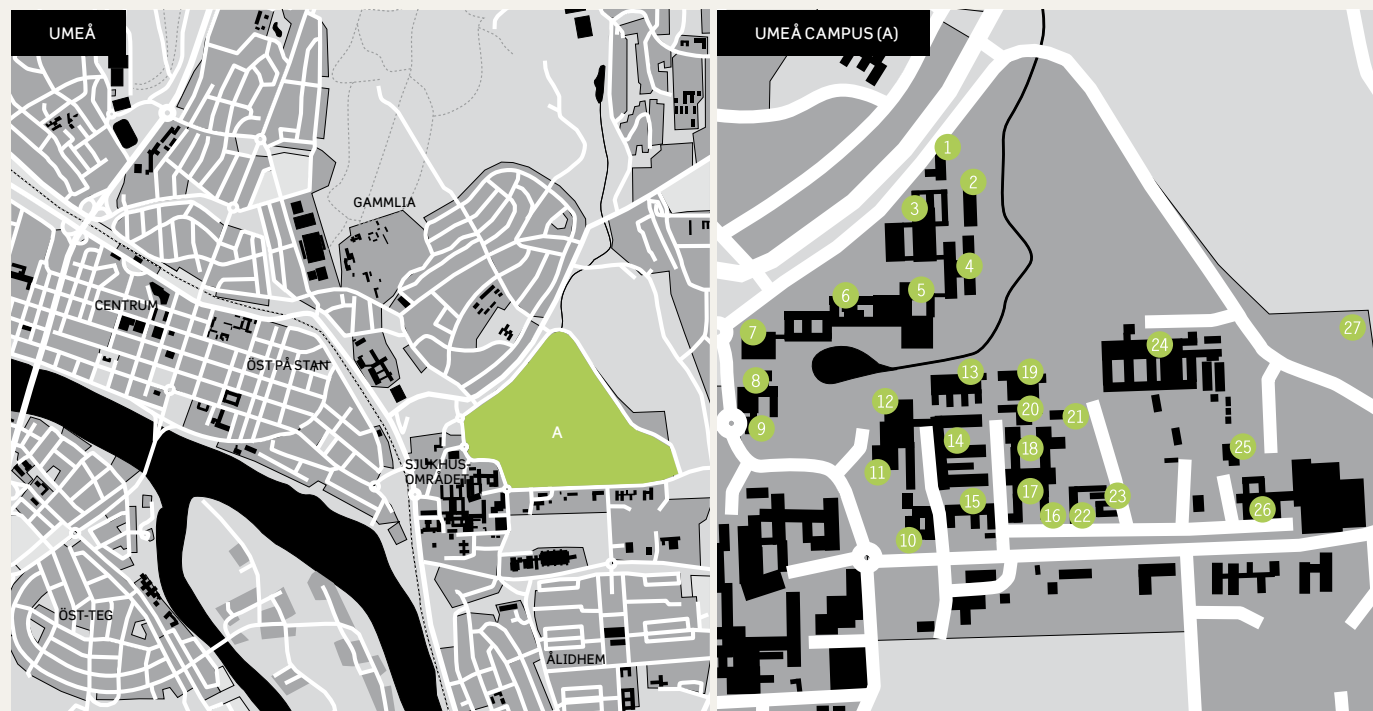 UMEÅ
GAMMLIA
CENTRUM
ÖST PÅ STAN
A
SJUKHUS-
OMRÅDET
ÖST-TEG
ÅLIDHEM
UMEÅ CAMPUS (A)
1
2
3
4
5
6
7
8
9
10
11
12
13
14
15
16
17
18
19
20
21
22
23
24
25
26
27